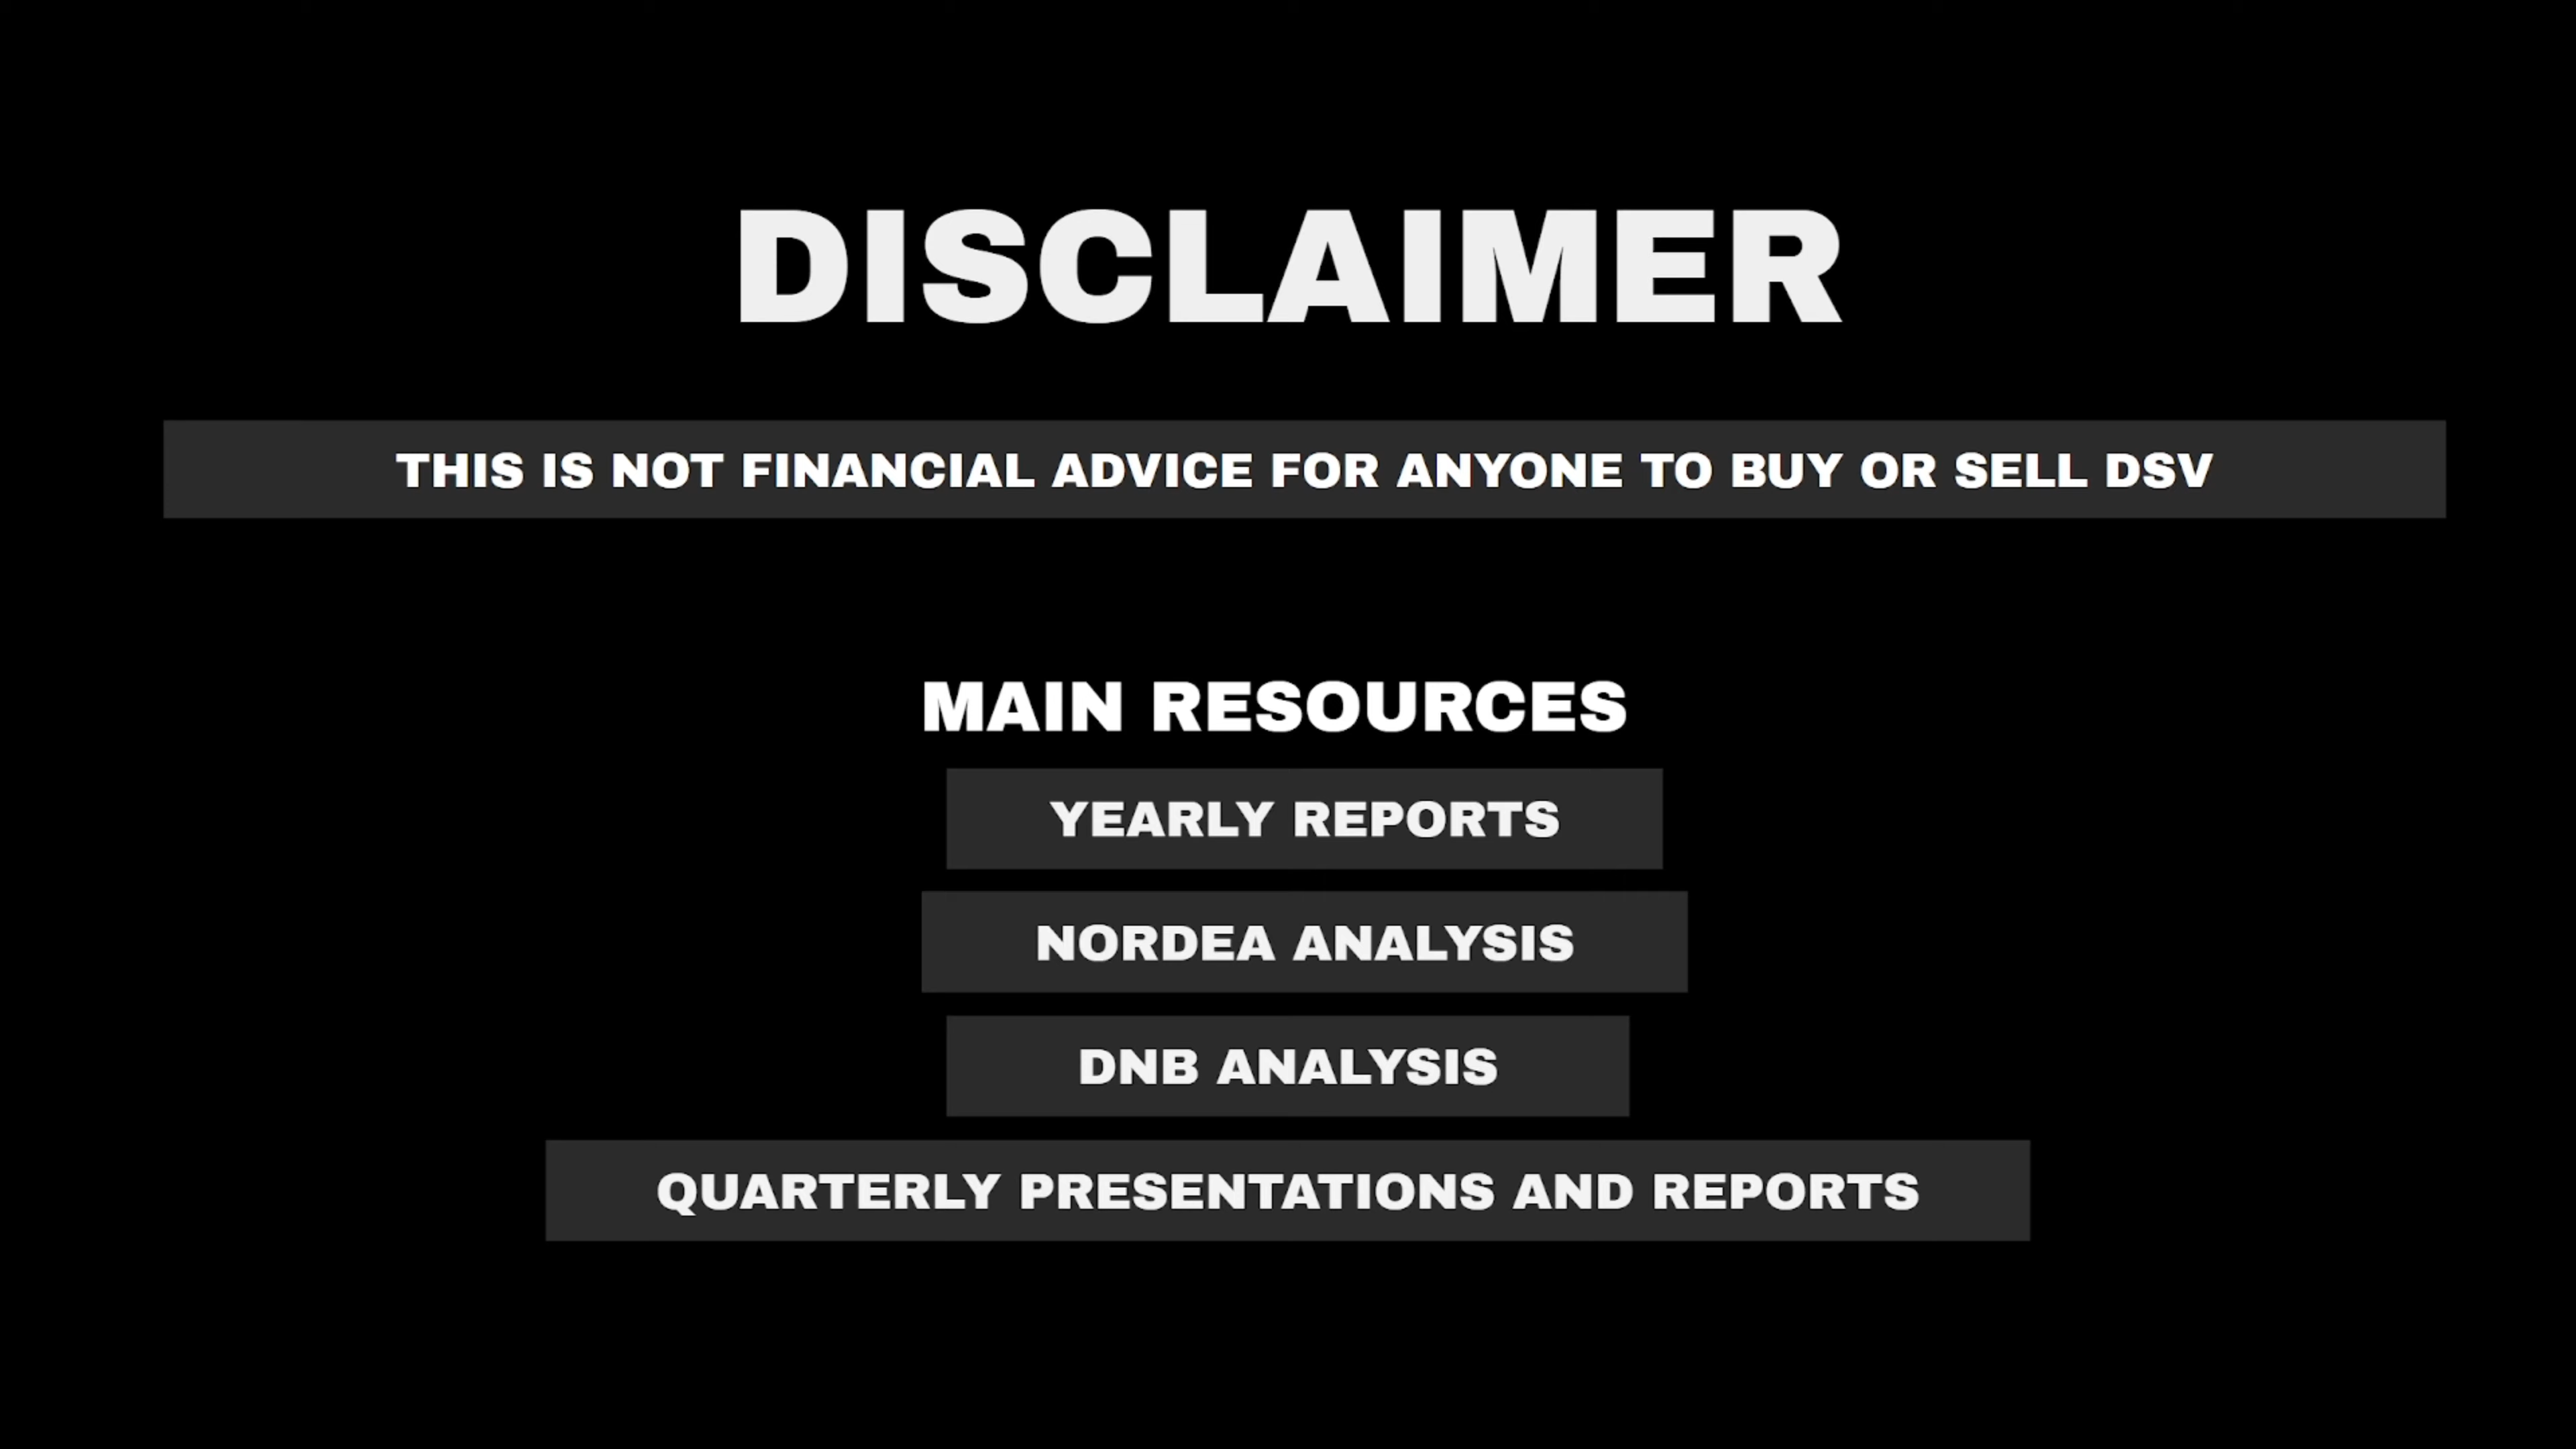 DISCLAIMER
THIS IS NOT FINANCIAL ADVICE FOR ANYONE TO BUY OR SELL DSV
MAIN RESOURCES
YEARLY REPORTS
NORDEA ANALYSIS
DNB ANALYSIS
QUARTERLY PRESENTATIONS AND REPORTS